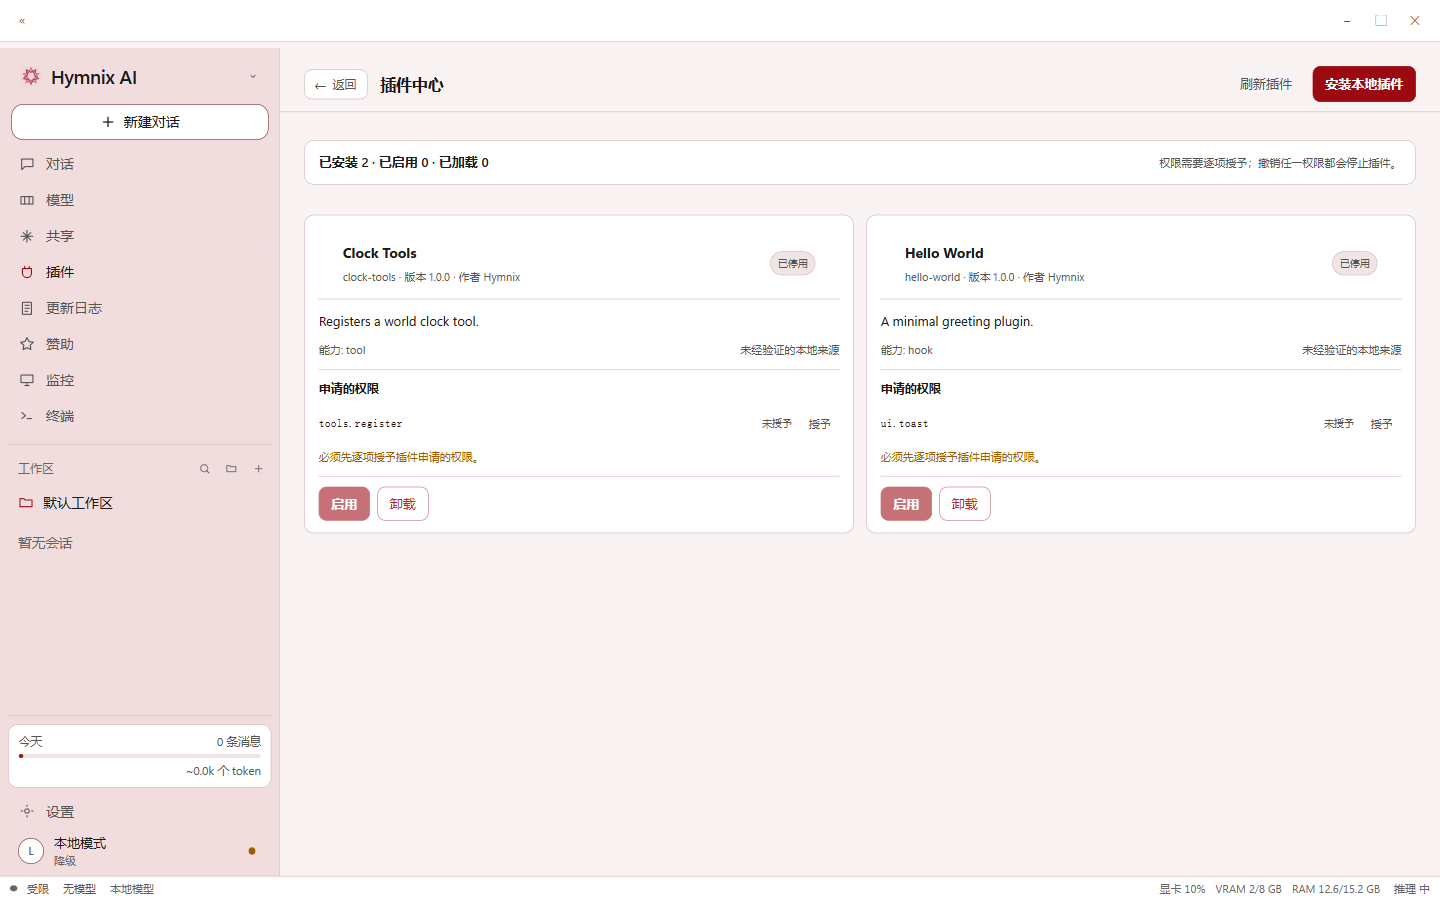 «
Hymnix AI
+ 新建对话
对话
模型
共享
插件
更新日志
赞助
监控
终端
工作区
默认工作区
暂无会话
今天 0 条消息
~0.0k 个 token
设置
L
本地模式
降级
← 返回 插件中心 刷新插件 安装本地插件
已安装 2 · 已启用 0 · 已加载 0 权限需要逐项授予；撤销任一权限都会停止插件。
Clock Tools
clock-tools · 版本 1.0.0 · 作者 Hymnix
已停用
Registers a world clock tool.
能力: tool 未经验证的本地来源
申请的权限
tools.register 未授予 授予
必须先逐项授予插件申请的权限。
启用 卸载
Hello World
hello-world · 版本 1.0.0 · 作者 Hymnix
已停用
A minimal greeting plugin.
能力: hook 未经验证的本地来源
申请的权限
ui.toast 未授予 授予
必须先逐项授予插件申请的权限。
启用 卸载
受限 无模型 本地模型 显卡 10% VRAM 2/8 GB RAM 12.6/15.2 GB 推理 中